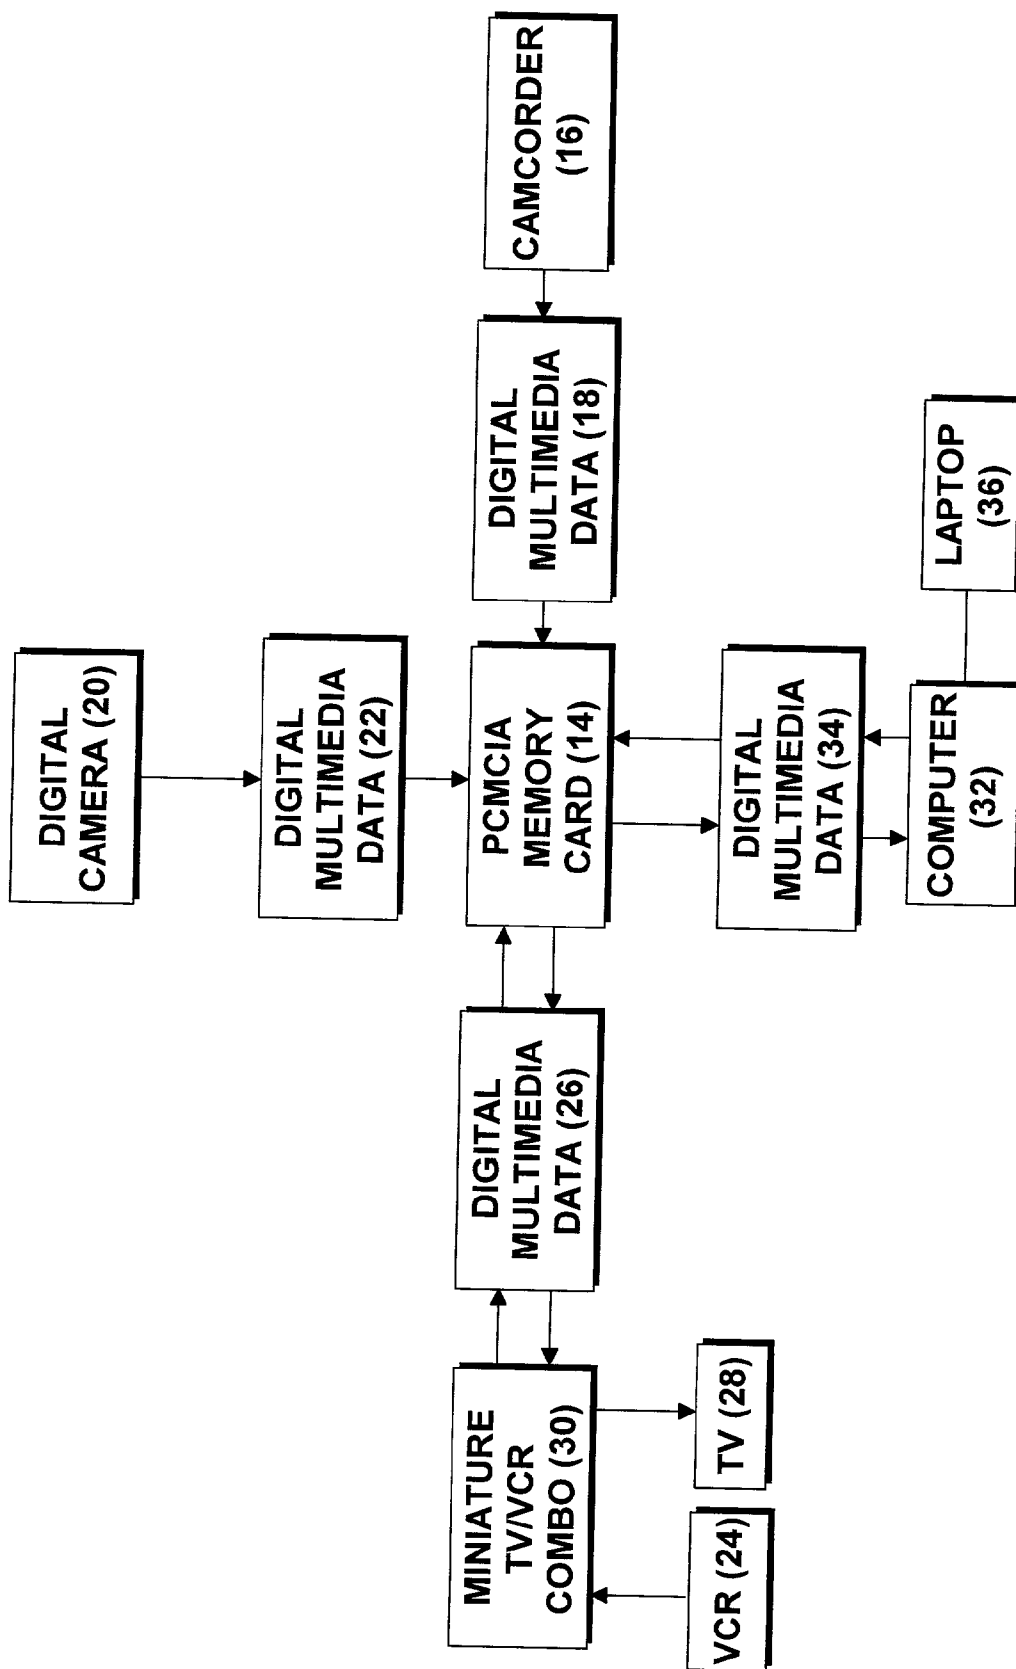 CAMCORDER
(16)
DIGITAL
MULTIMEDIA
DATA (18)
LAPTOP
(36)
DIGITAL
CAMERA (20)
DIGITAL
MULTIMEDIA
DATA (22)
PCMCIA
MEMORY
CARD (14)
DIGITAL
MULTIMEDIA
DATA (34)
COMPUTER
(32)
DIGITAL
MULTIMEDIA
DATA (26)
MINIATURE
TV/VCR
COMBO (30)
TV (28)
VCR (24)